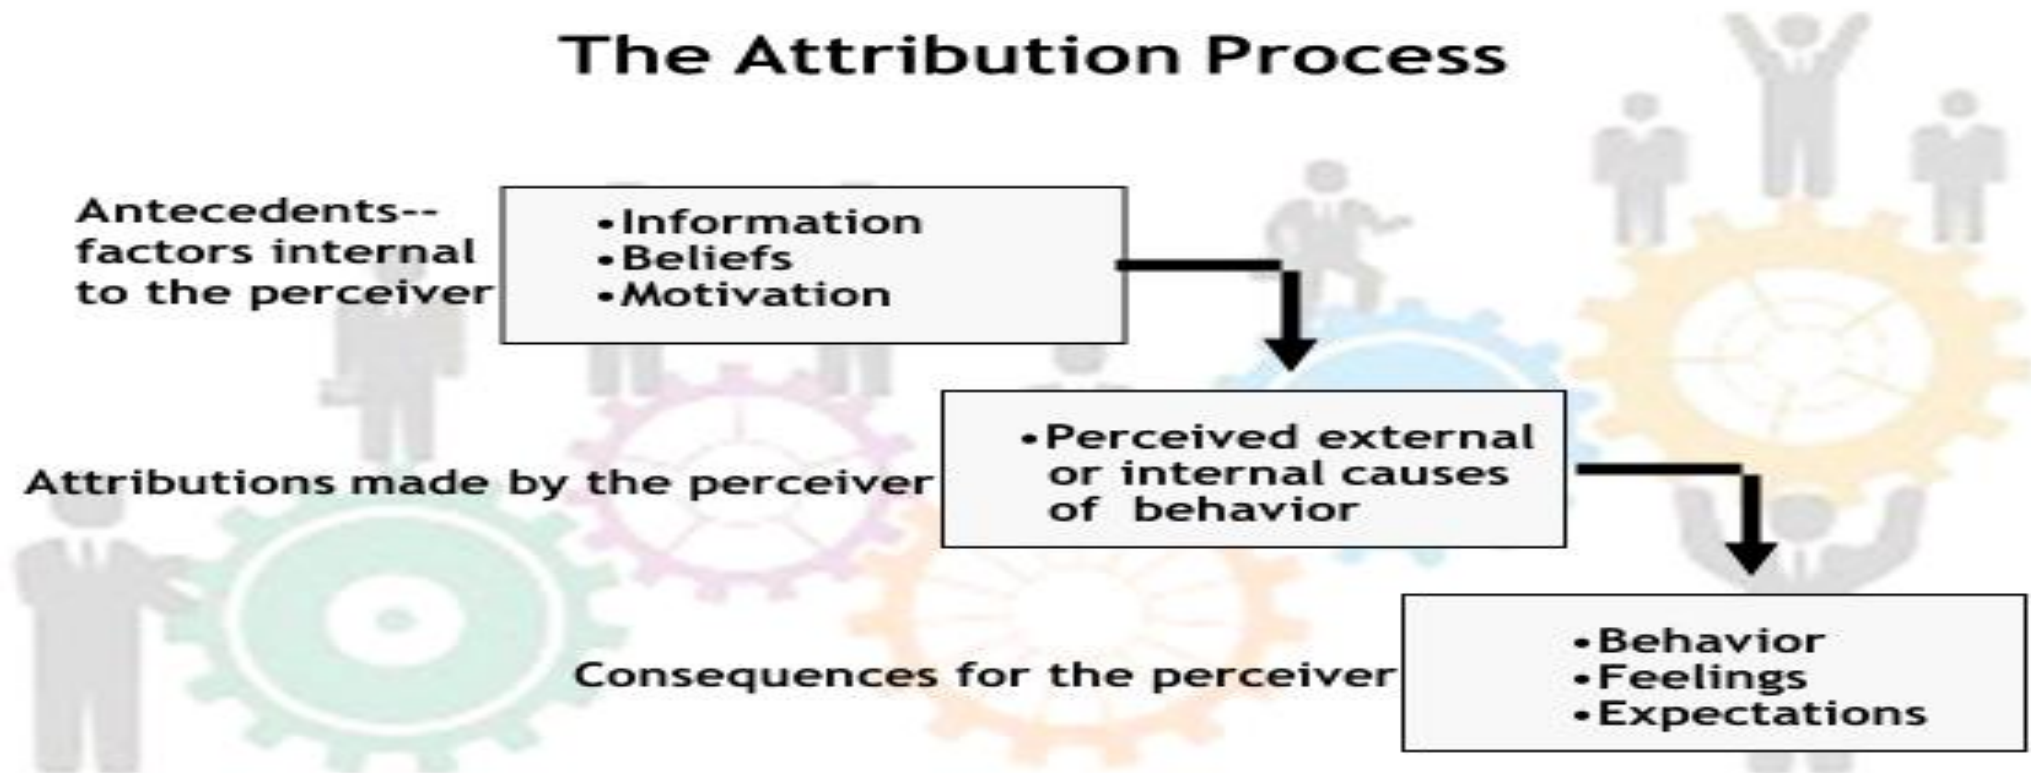 The Attribution Process
Antecedents--
factors internal
to the perceiver
•Information
•Beliefs
•Motivation
Attributions made by the perceiver
•Perceived external
or internal causes
of behavior
Consequences for the perceiver
•Behavior
•Feelings
•Expectations